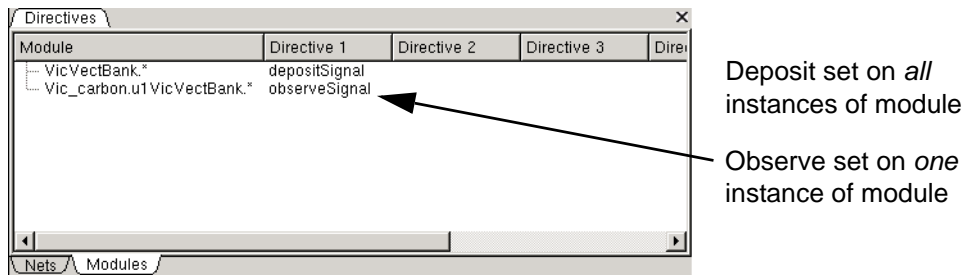 Directives
Module Directive 1 Directive 2 Directive 3 Direc
VicVectBank.* depositSignal
Vic_carbon.u1VicVectBank.* observeSignal
Nets Modules
Deposit set on all
instances of module
Observe set on one
instance of module